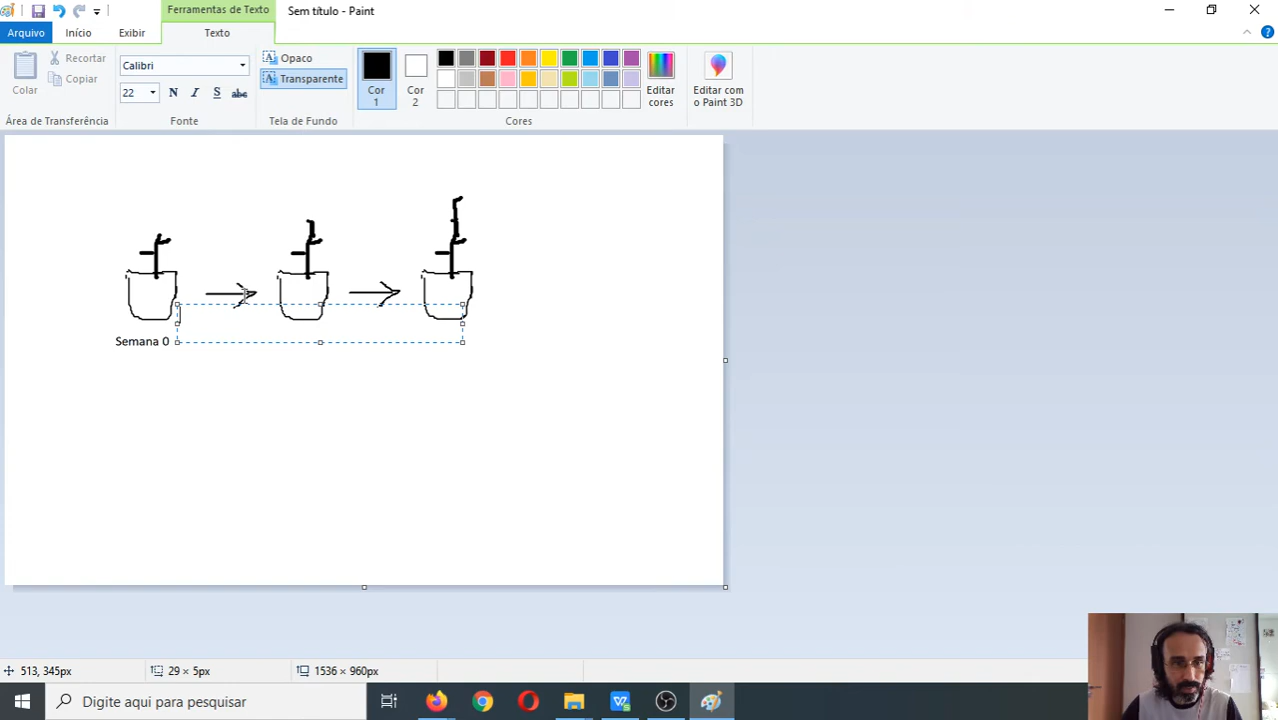 Ferramentas de Texto
Sem título - Paint
Arquivo
Início
Exibir
Texto
Colar
Recortar
Copiar
Área de Transferência
Calibri
22
N I S abc
Fonte
Opaco
Transparente
Tela de Fundo
Cor 1
Cor 2
Editar cores
Cores
Editar com o Paint 3D
Semana 0
513, 345px
29 × 5px
1536 × 960px
Digite aqui para pesquisar